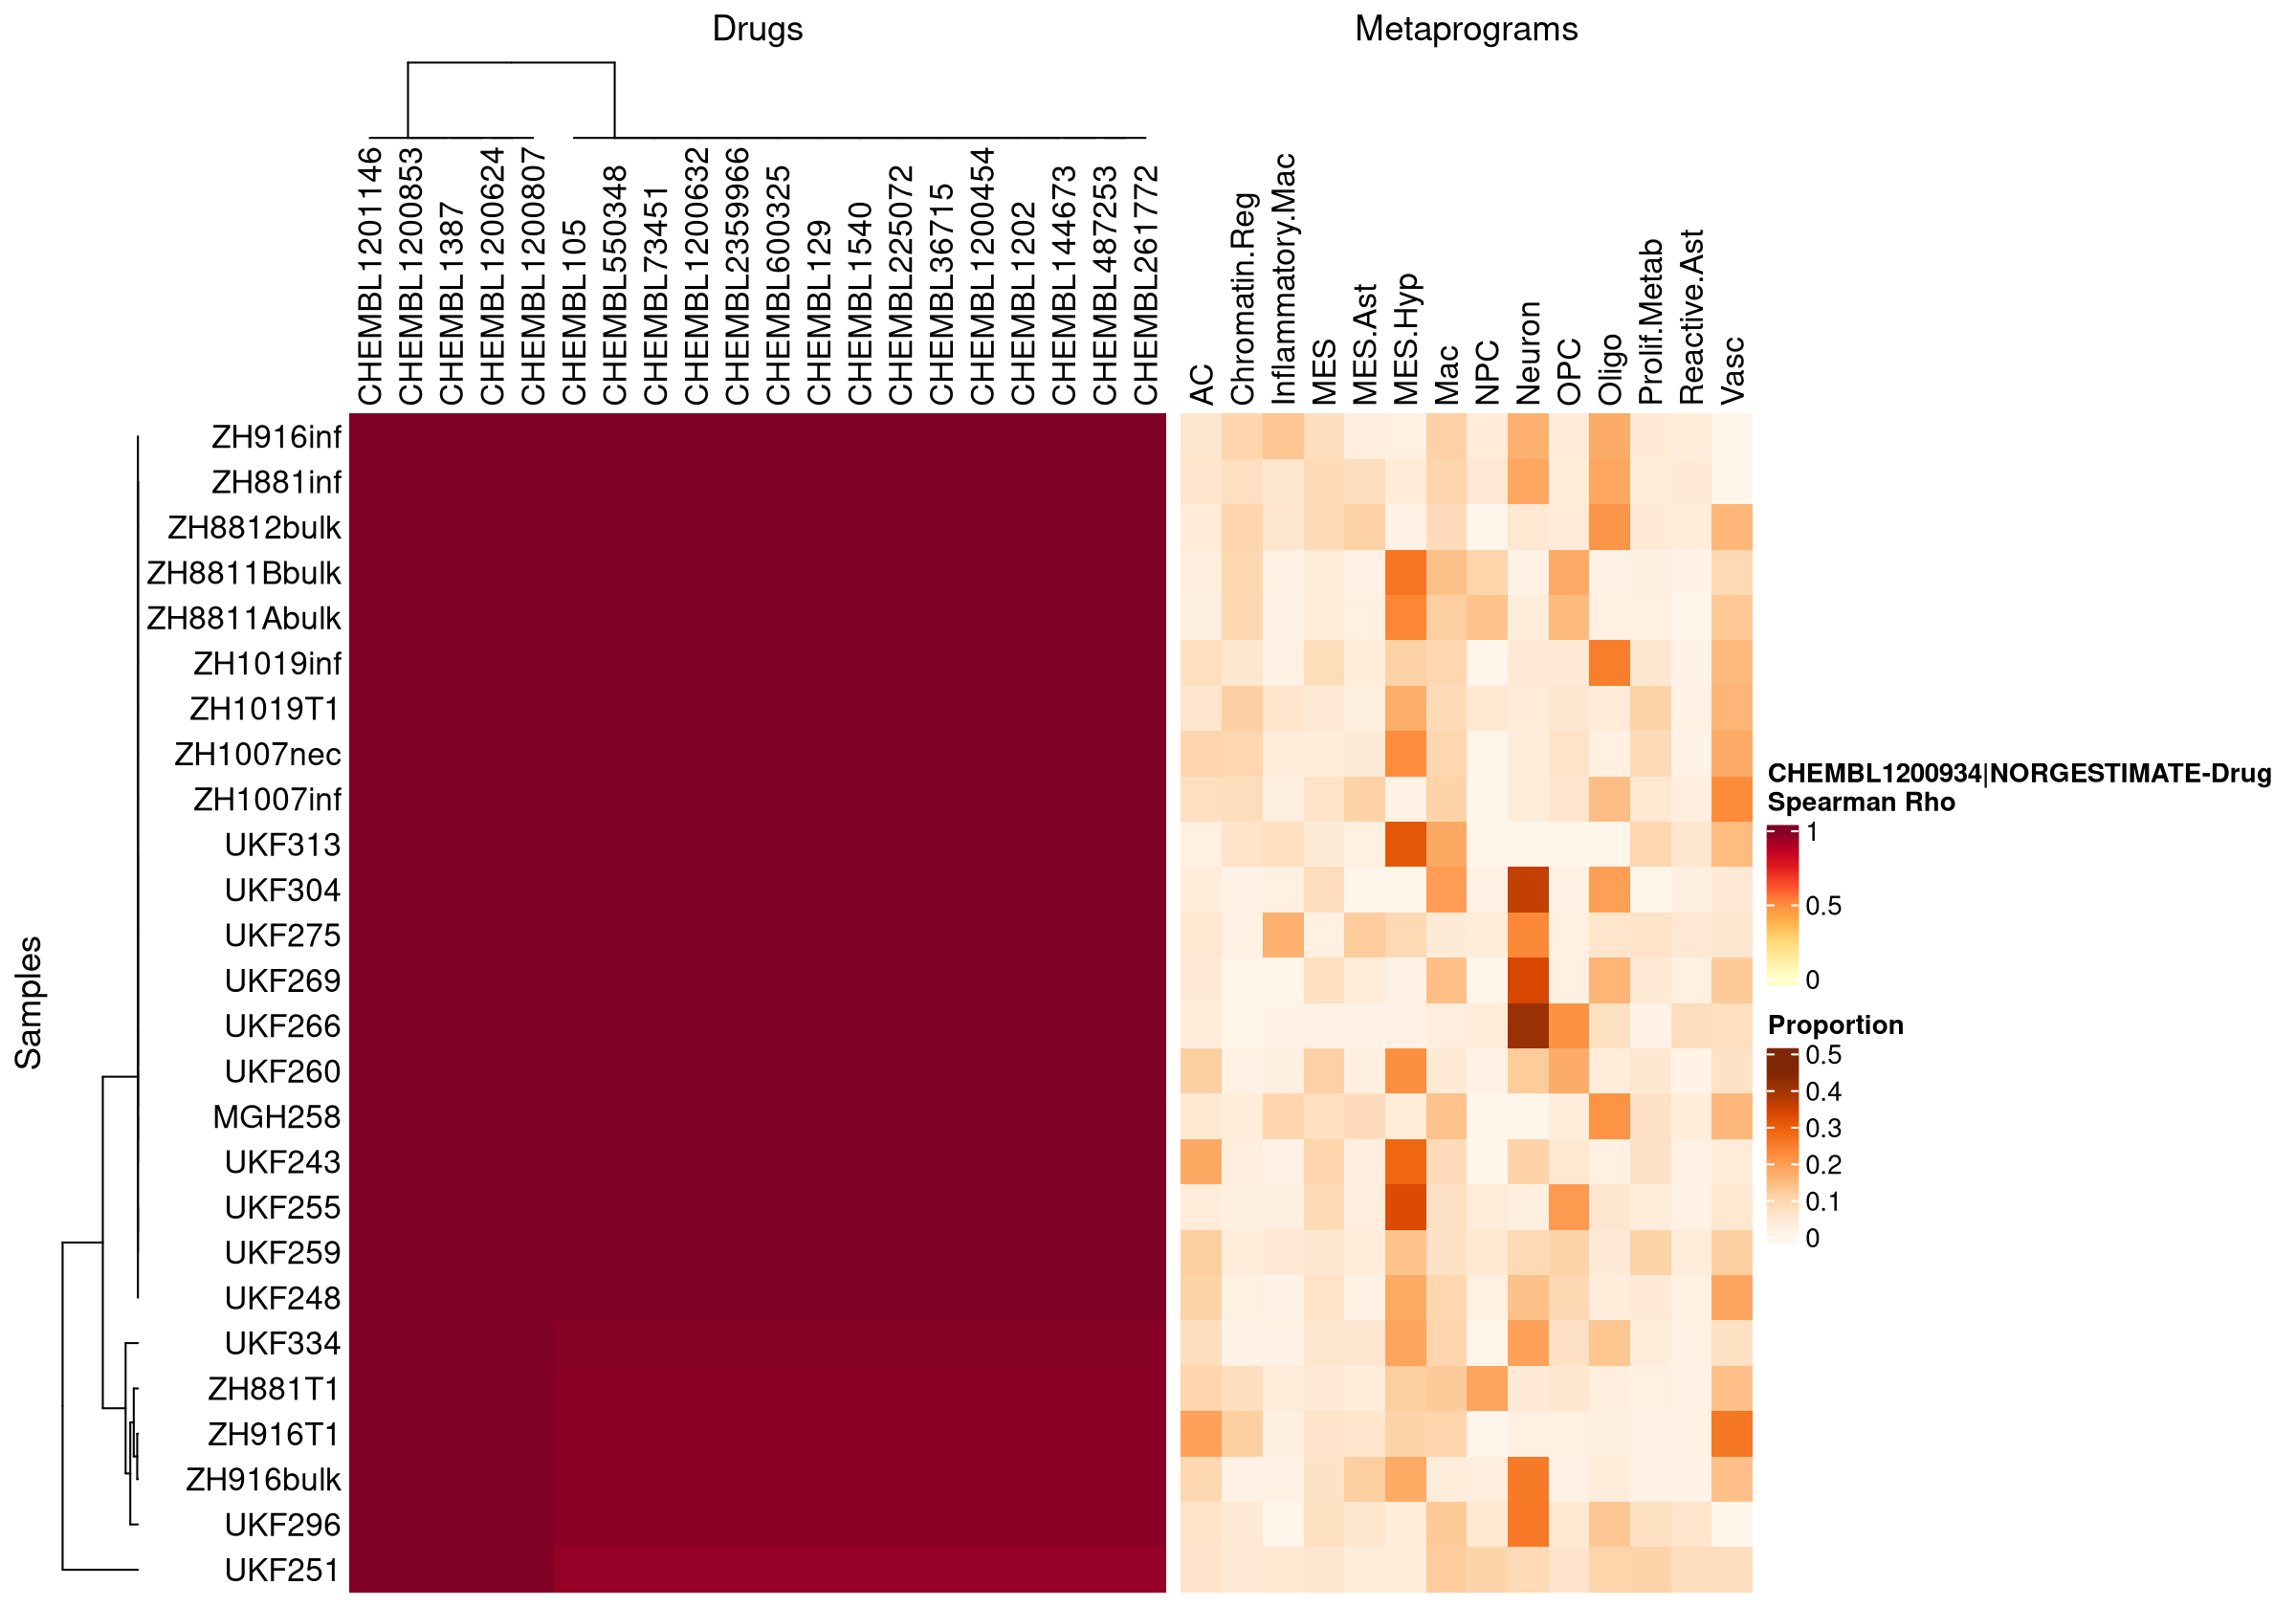 Drugs
Metaprograms
CHEMBL1201146
CHEMBL1200853
CHEMBL1387
CHEMBL1200624
CHEMBL1200807
CHEMBL105
CHEMBL550348
CHEMBL73451
CHEMBL1200632
CHEMBL2359966
CHEMBL600325
CHEMBL129
CHEMBL1540
CHEMBL225072
CHEMBL36715
CHEMBL1200454
CHEMBL1202
CHEMBL144673
CHEMBL487253
CHEMBL261772
AC
Chromatin.Reg
Inflammatory.Mac
MES
MES.Ast
MES.Hyp
Mac
NPC
Neuron
OPC
Oligo
Prolif.Metab
Reactive.Ast
Vasc
Samples
ZH916inf
ZH881inf
ZH8812bulk
ZH8811Bbulk
ZH8811Abulk
ZH1019inf
ZH1019T1
ZH1007nec
ZH1007inf
UKF313
UKF304
UKF275
UKF269
UKF266
UKF260
MGH258
UKF243
UKF255
UKF259
UKF248
UKF334
ZH881T1
ZH916T1
ZH916bulk
UKF296
UKF251
CHEMBL1200934|NORGESTIMATE-Drug
Spearman Rho
1
0.5
0
Proportion
0.5
0.4
0.3
0.2
0.1
0